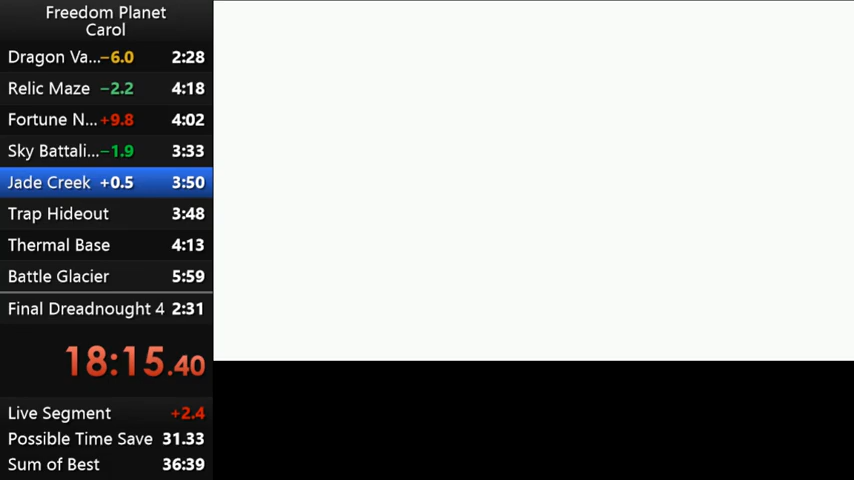 Freedom Planet
Carol
Dragon Va...−6.0 2:28
Relic Maze −2.2 4:18
Fortune N...+9.8 4:02
Sky Battali...−1.9 3:33
Jade Creek +0.5 3:50
Trap Hideout 3:48
Thermal Base 4:13
Battle Glacier 5:59
Final Dreadnought 4 2:31
18:15.40
Live Segment +2.4
Possible Time Save 31.33
Sum of Best 36:39